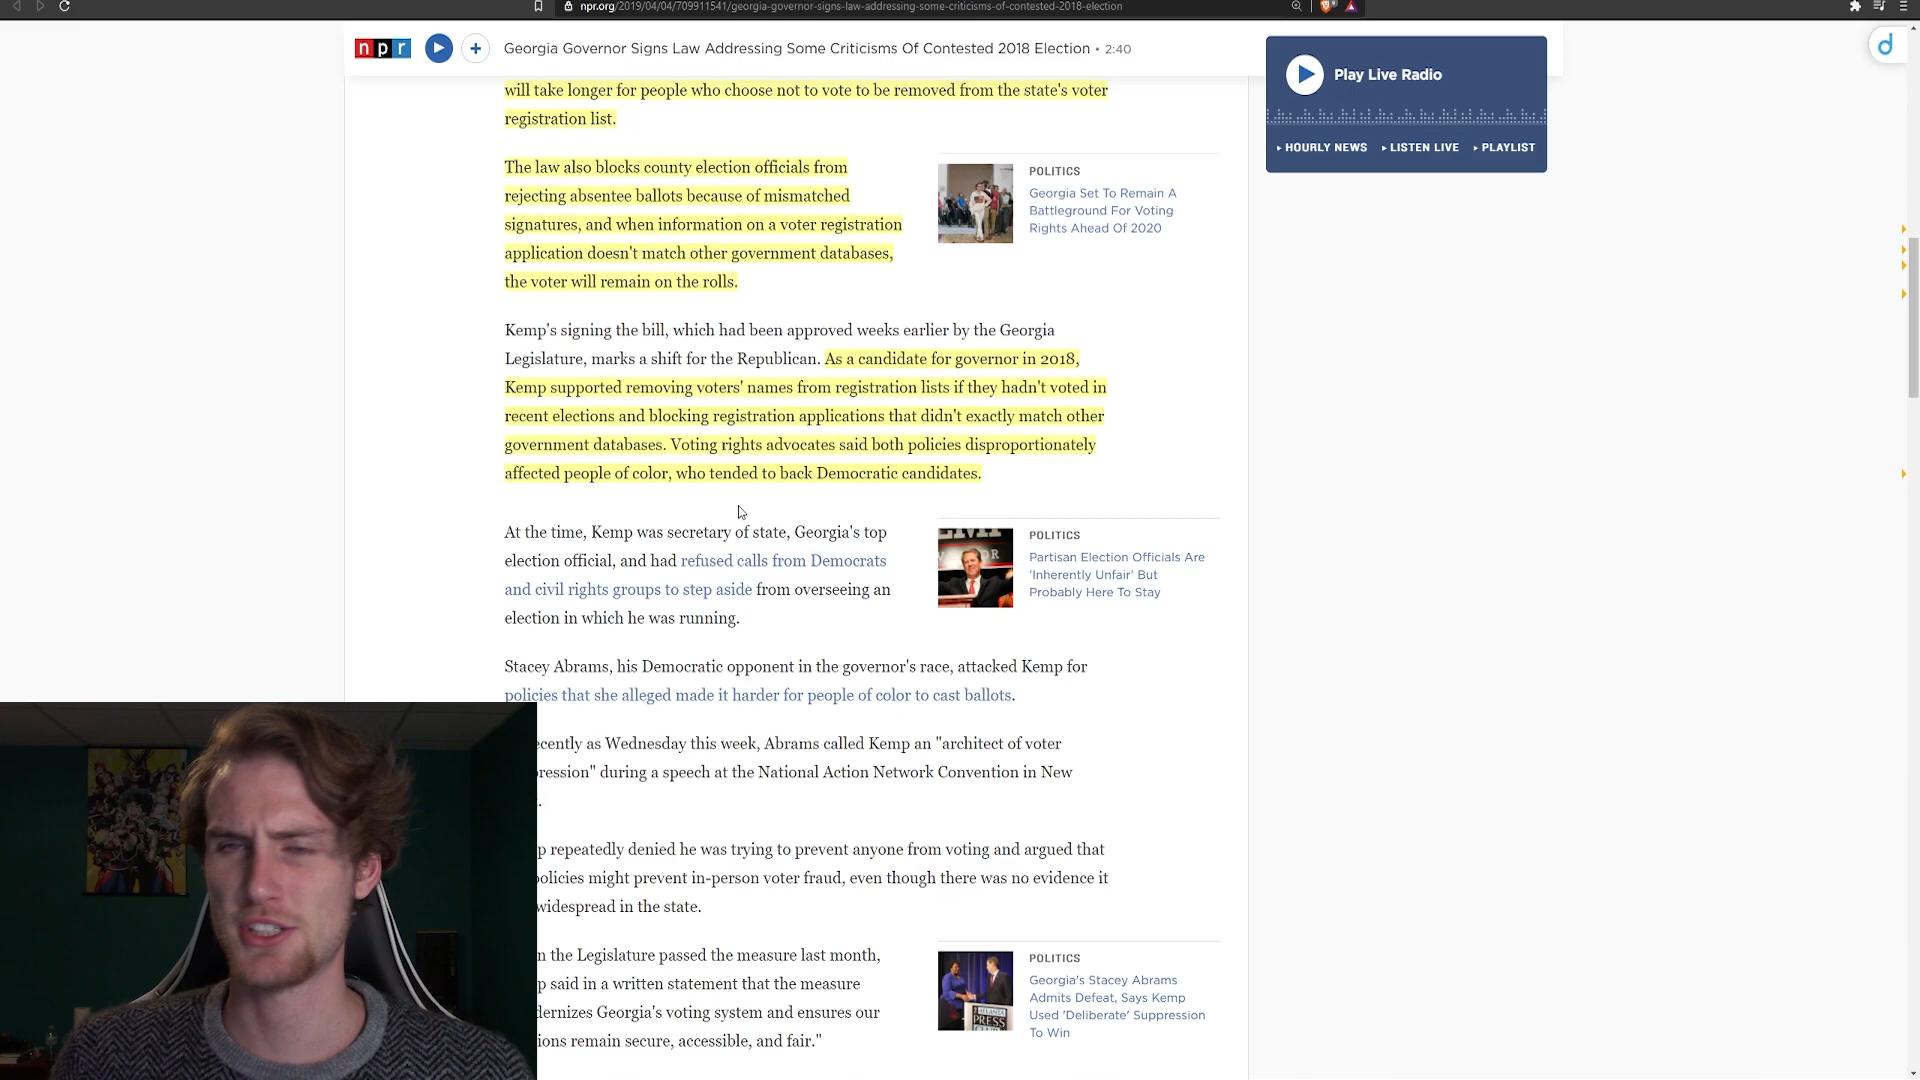 npr.org/2019/04/04/709911541/georgia-governor-signs-law-addressing-some-criticisms-of-contested-2018-election
npr
Georgia Governor Signs Law Addressing Some Criticisms Of Contested 2018 Election • 2:40
Play Live Radio
HOURLY NEWS
LISTEN LIVE
PLAYLIST
will take longer for people who choose not to vote to be removed from the state's voter
registration list.
The law also blocks county election officials from
rejecting absentee ballots because of mismatched
signatures, and when information on a voter registration
application doesn't match other government databases,
the voter will remain on the rolls.
POLITICS
Georgia Set To Remain A
Battleground For Voting
Rights Ahead Of 2020
Kemp's signing the bill, which had been approved weeks earlier by the Georgia
Legislature, marks a shift for the Republican. As a candidate for governor in 2018,
Kemp supported removing voters' names from registration lists if they hadn't voted in
recent elections and blocking registration applications that didn't exactly match other
government databases. Voting rights advocates said both policies disproportionately
affected people of color, who tended to back Democratic candidates.
At the time, Kemp was secretary of state, Georgia's top
election official, and had refused calls from Democrats
and civil rights groups to step aside from overseeing an
election in which he was running.
POLITICS
Partisan Election Officials Are
'Inherently Unfair' But
Probably Here To Stay
Stacey Abrams, his Democratic opponent in the governor's race, attacked Kemp for
policies that she alleged made it harder for people of color to cast ballots.
ecently as Wednesday this week, Abrams called Kemp an "architect of voter
ression" during a speech at the National Action Network Convention in New
.
p repeatedly denied he was trying to prevent anyone from voting and argued that
olicies might prevent in-person voter fraud, even though there was no evidence it
widespread in the state.
n the Legislature passed the measure last month,
p said in a written statement that the measure
dernizes Georgia's voting system and ensures our
ions remain secure, accessible, and fair."
POLITICS
Georgia's Stacey Abrams
Admits Defeat, Says Kemp
Used 'Deliberate' Suppression
To Win
PRESS